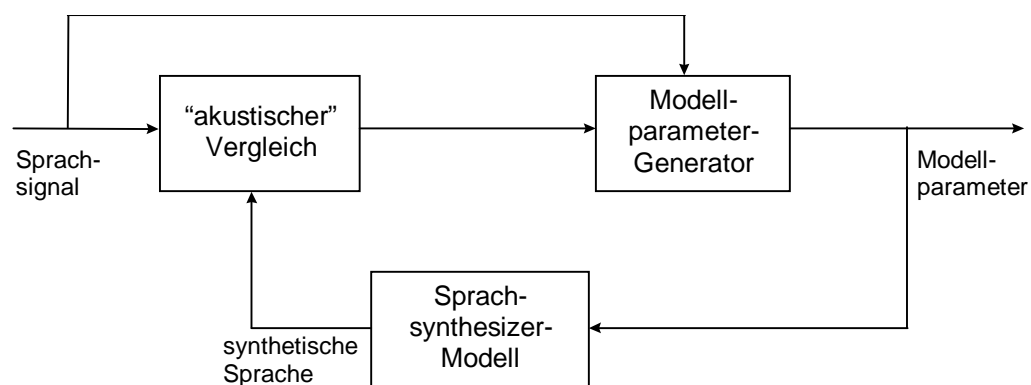 “akustischer”
Vergleich
Modell-
parameter-
Generator
Sprach-
signal
Modell-
parameter
Sprach-
synthesizer-
Modell
synthetische
Sprache